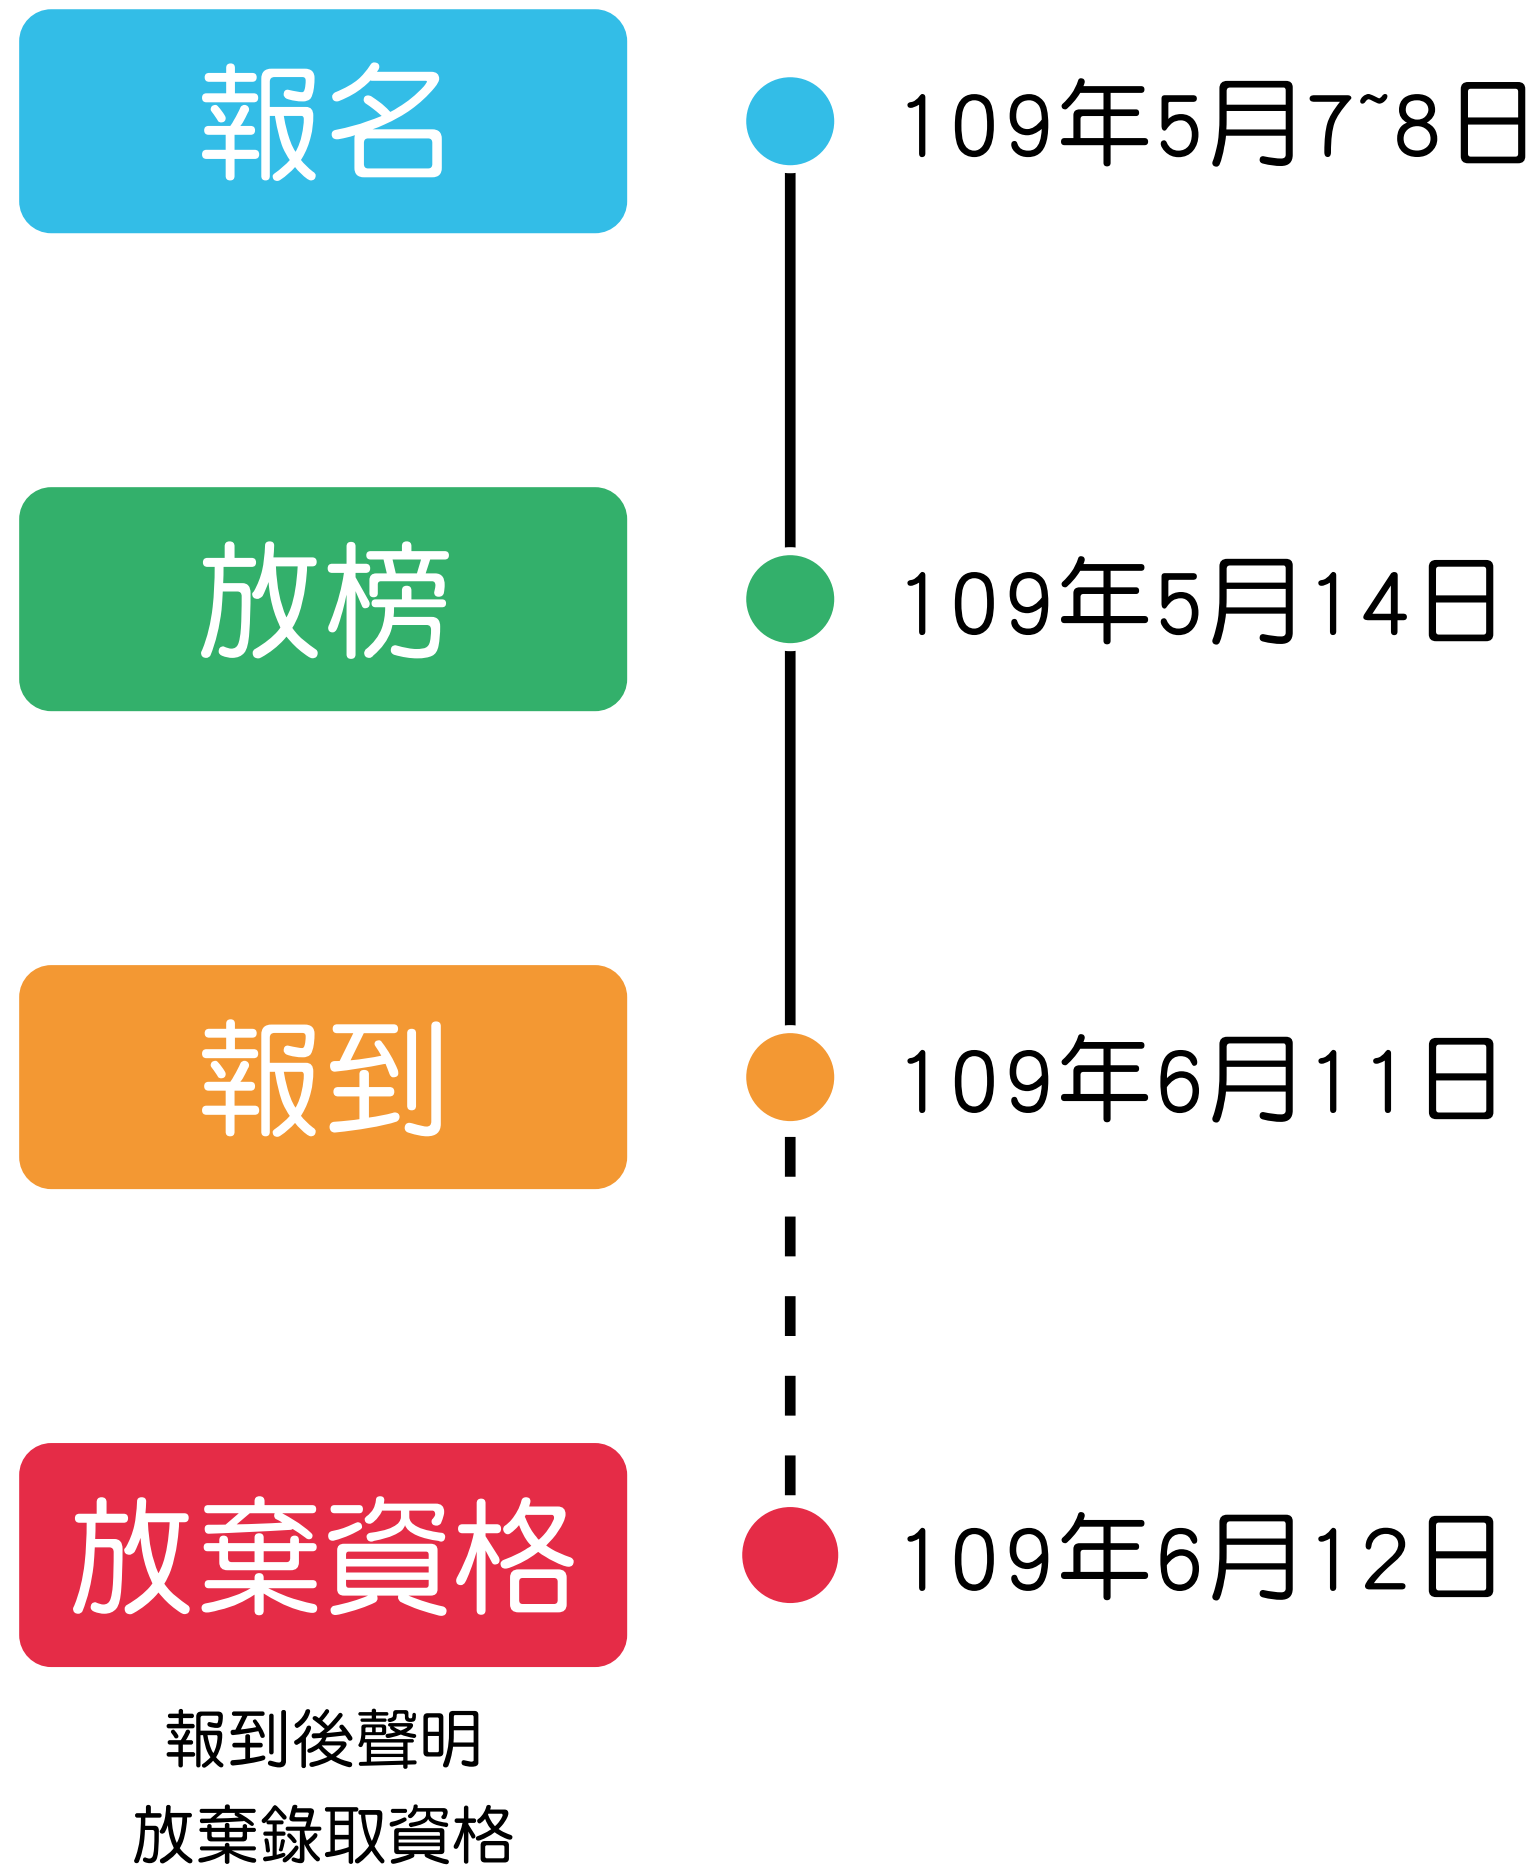 報名
109年5月7~8日
放榜
109年5月14日
報到
109年6月11日
放棄資格
109年6月12日
報到後聲明
放棄錄取資格